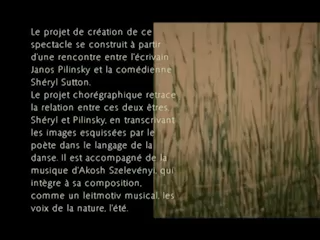 Le projet de création de ce
spectacle se construit à partir
d'une rencontre entre l'écrivain
Janos Pilinsky et la comédienne
Shéryl Sutton.
Le projet chorégraphique retrace
la relation entre ces deux êtres,
Shéryl et Pilinsky, en transcrivant
les images esquissées par le
poète dans le langage de la
danse. Il est accompagné de la
musique d'Akosh Szelevényi, qui
intègre à sa composition,
comme un leitmotiv musical, les
voix de la nature, l'été.